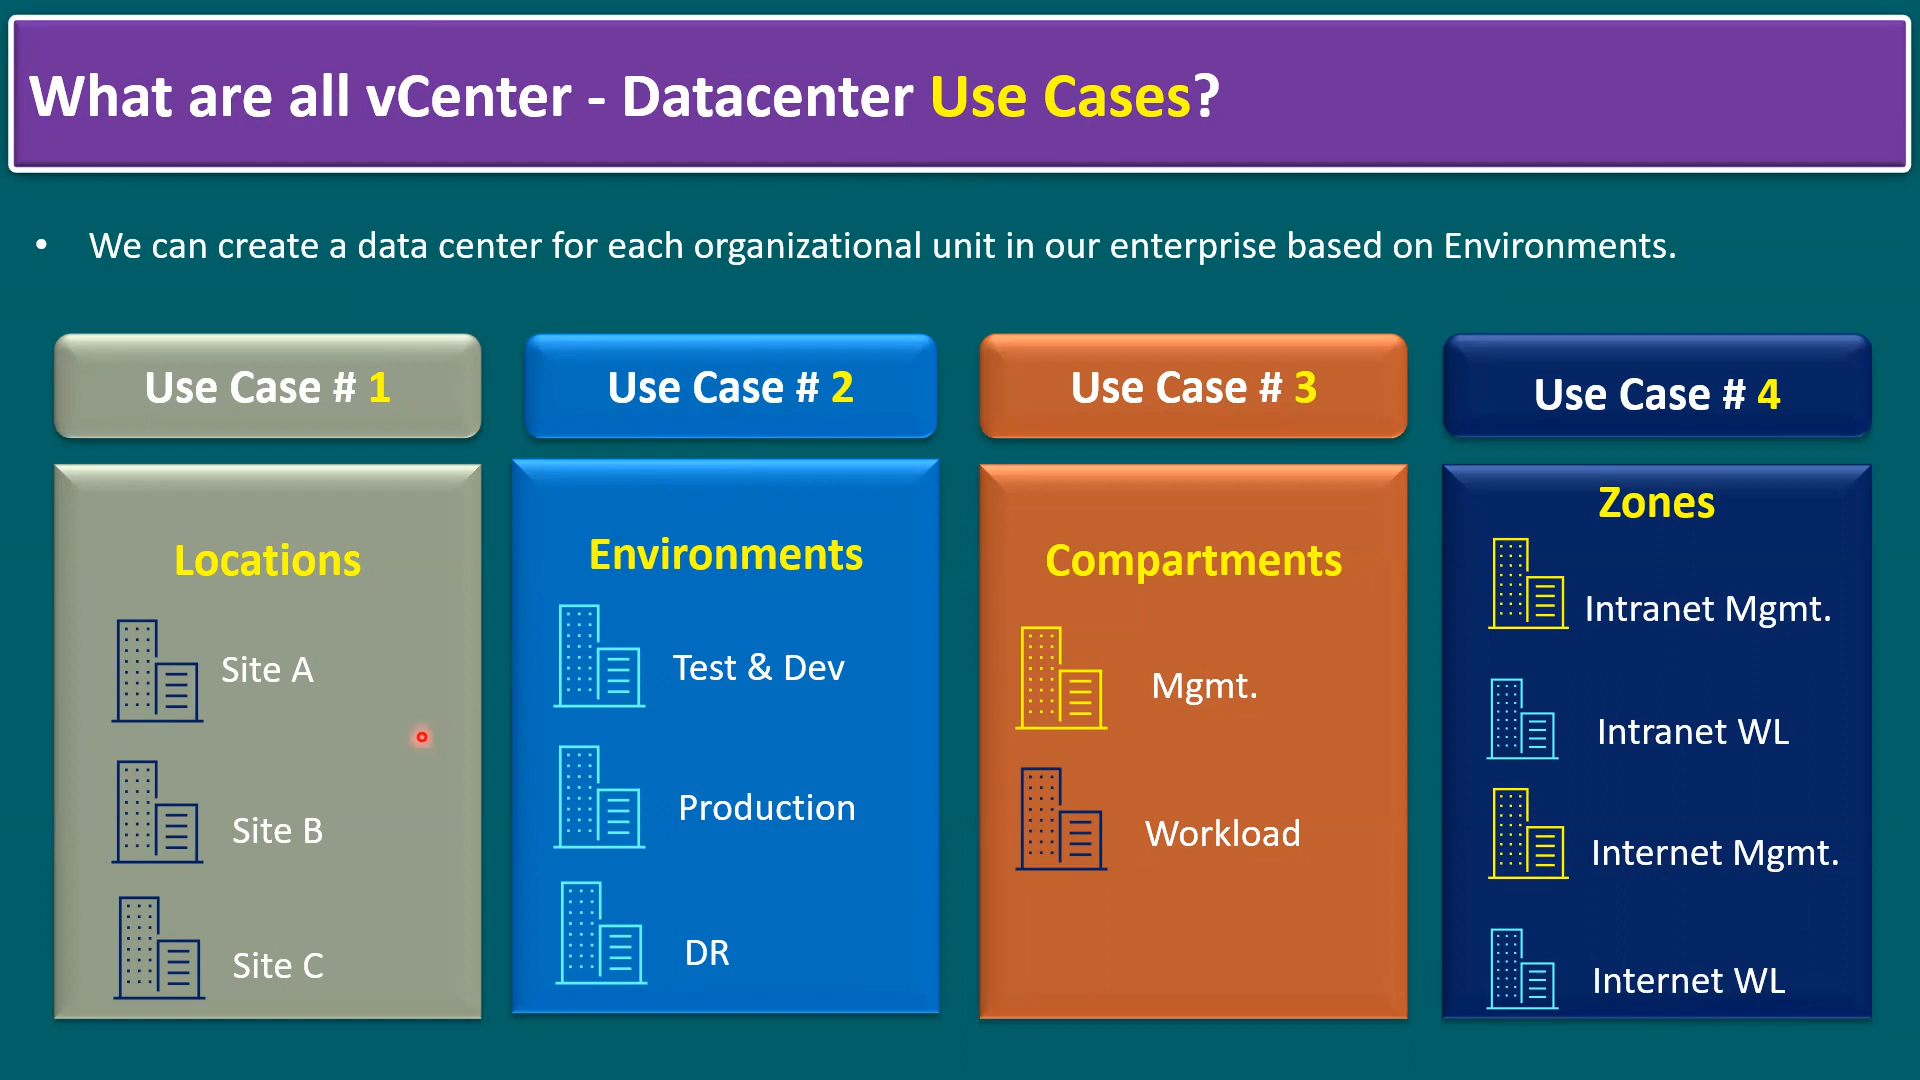 What are all vCenter - Datacenter Use Cases?
• We can create a data center for each organizational unit in our enterprise based on Environments.
Use Case # 1
Locations
Site A
Site B
Site C
Use Case # 2
Environments
Test & Dev
Production
DR
Use Case # 3
Compartments
Mgmt.
Workload
Use Case # 4
Zones
Intranet Mgmt.
Intranet WL
Internet Mgmt.
Internet WL